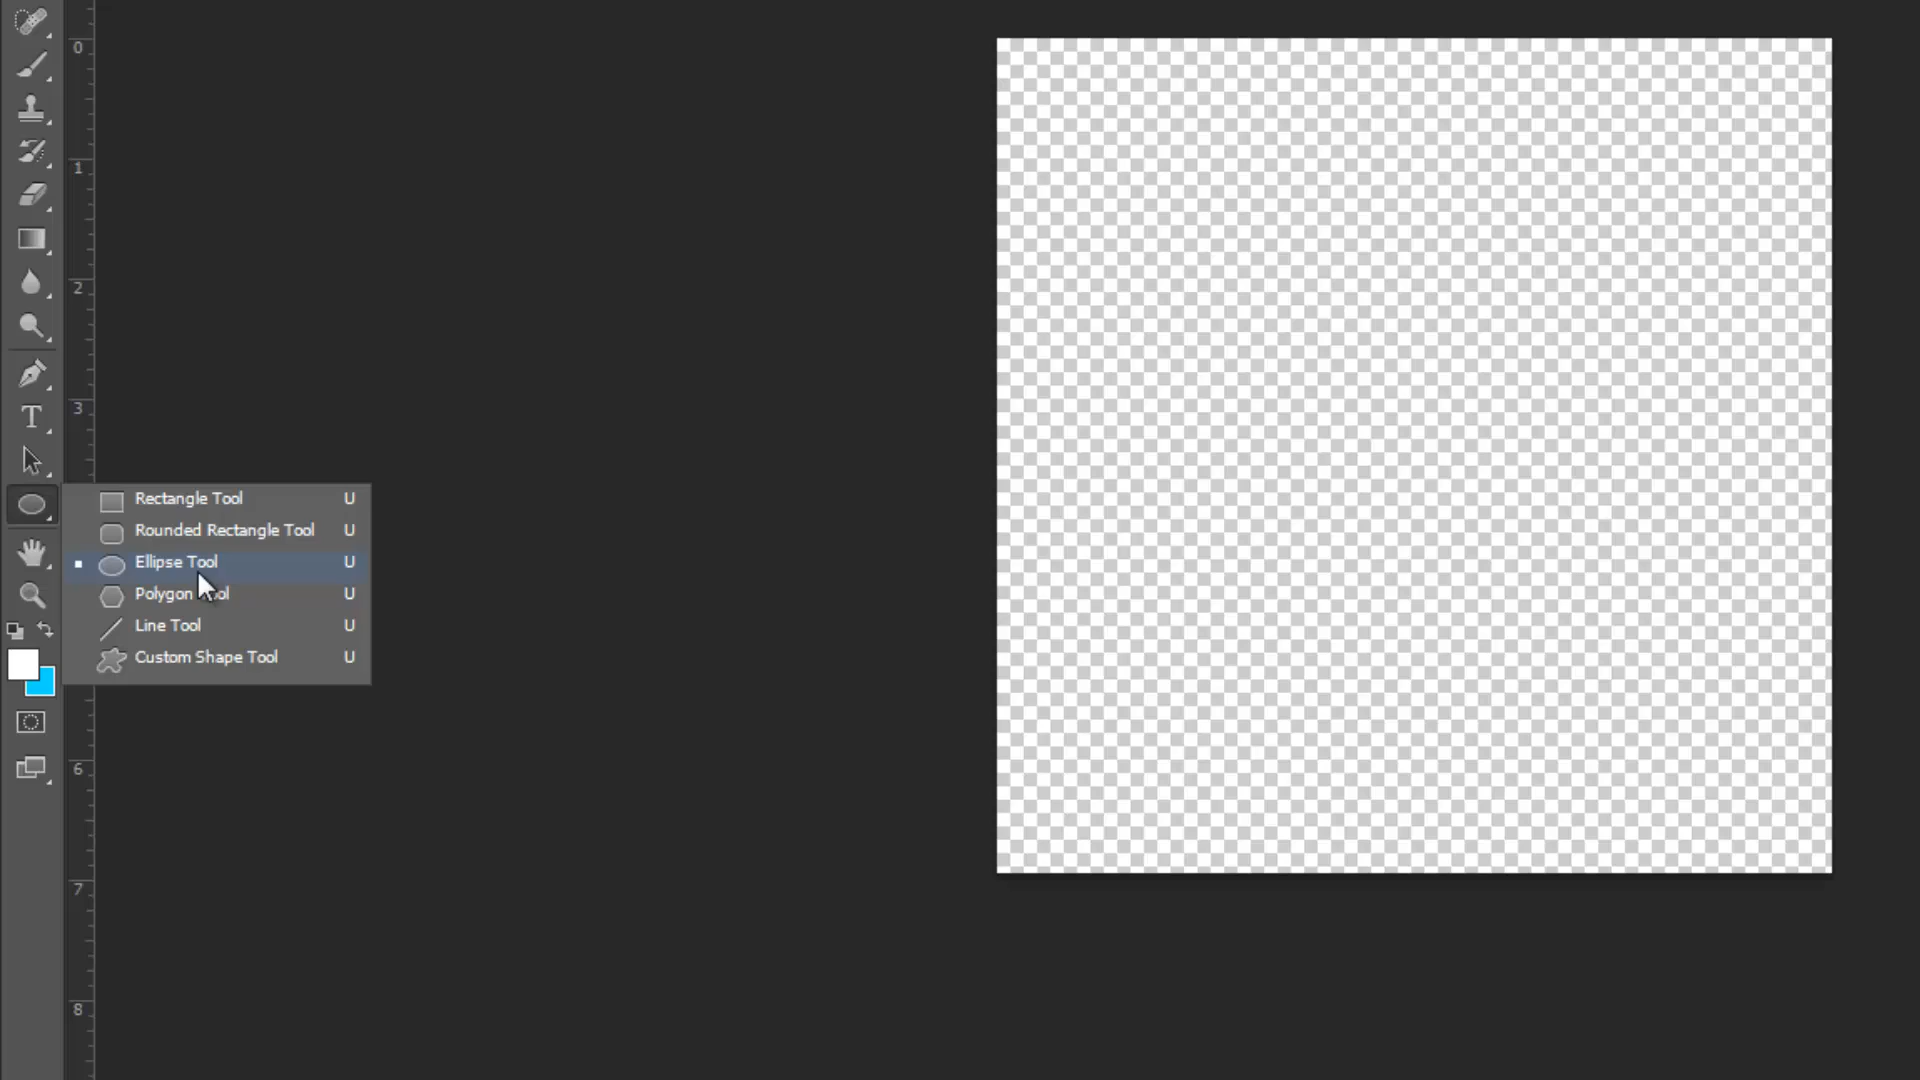 0
1
2
3
Rectangle Tool U
Rounded Rectangle Tool U
Ellipse Tool U
Polygon U
Line Tool U
Custom Shape Tool U
6
7
8